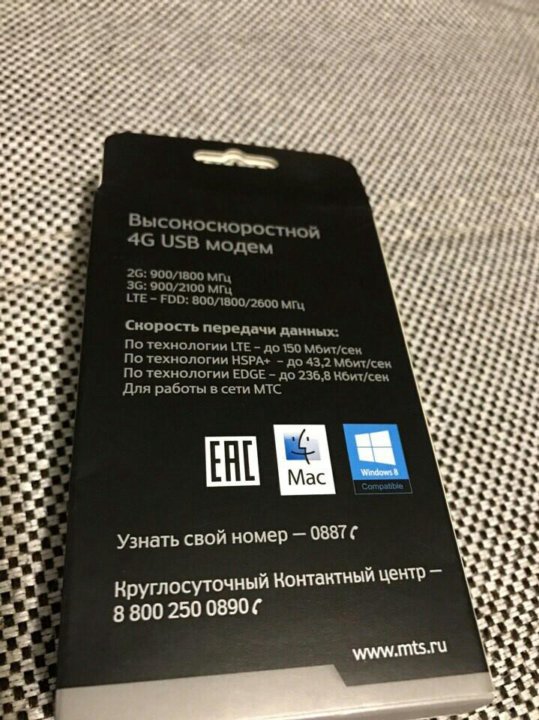 Высокоскоростной
4G USB модем
2G: 900/1800 МГц
3G: 900/2100 МГц
LTE – FDD: 800/1800/2600 МГц
Скорость передачи данных:
По технологии LTE – до 150 Мбит/сек
По технологии HSPA+ – до 43,2 Мбит/сек
По технологии EDGE – до 236,8 Кбит/сек
Для работы в сети МТС
EAC
Mac
Windows 8
Compatible
Узнать свой номер – 0887
Круглосуточный Контактный центр –
8 800 250 0890
www.mts.ru